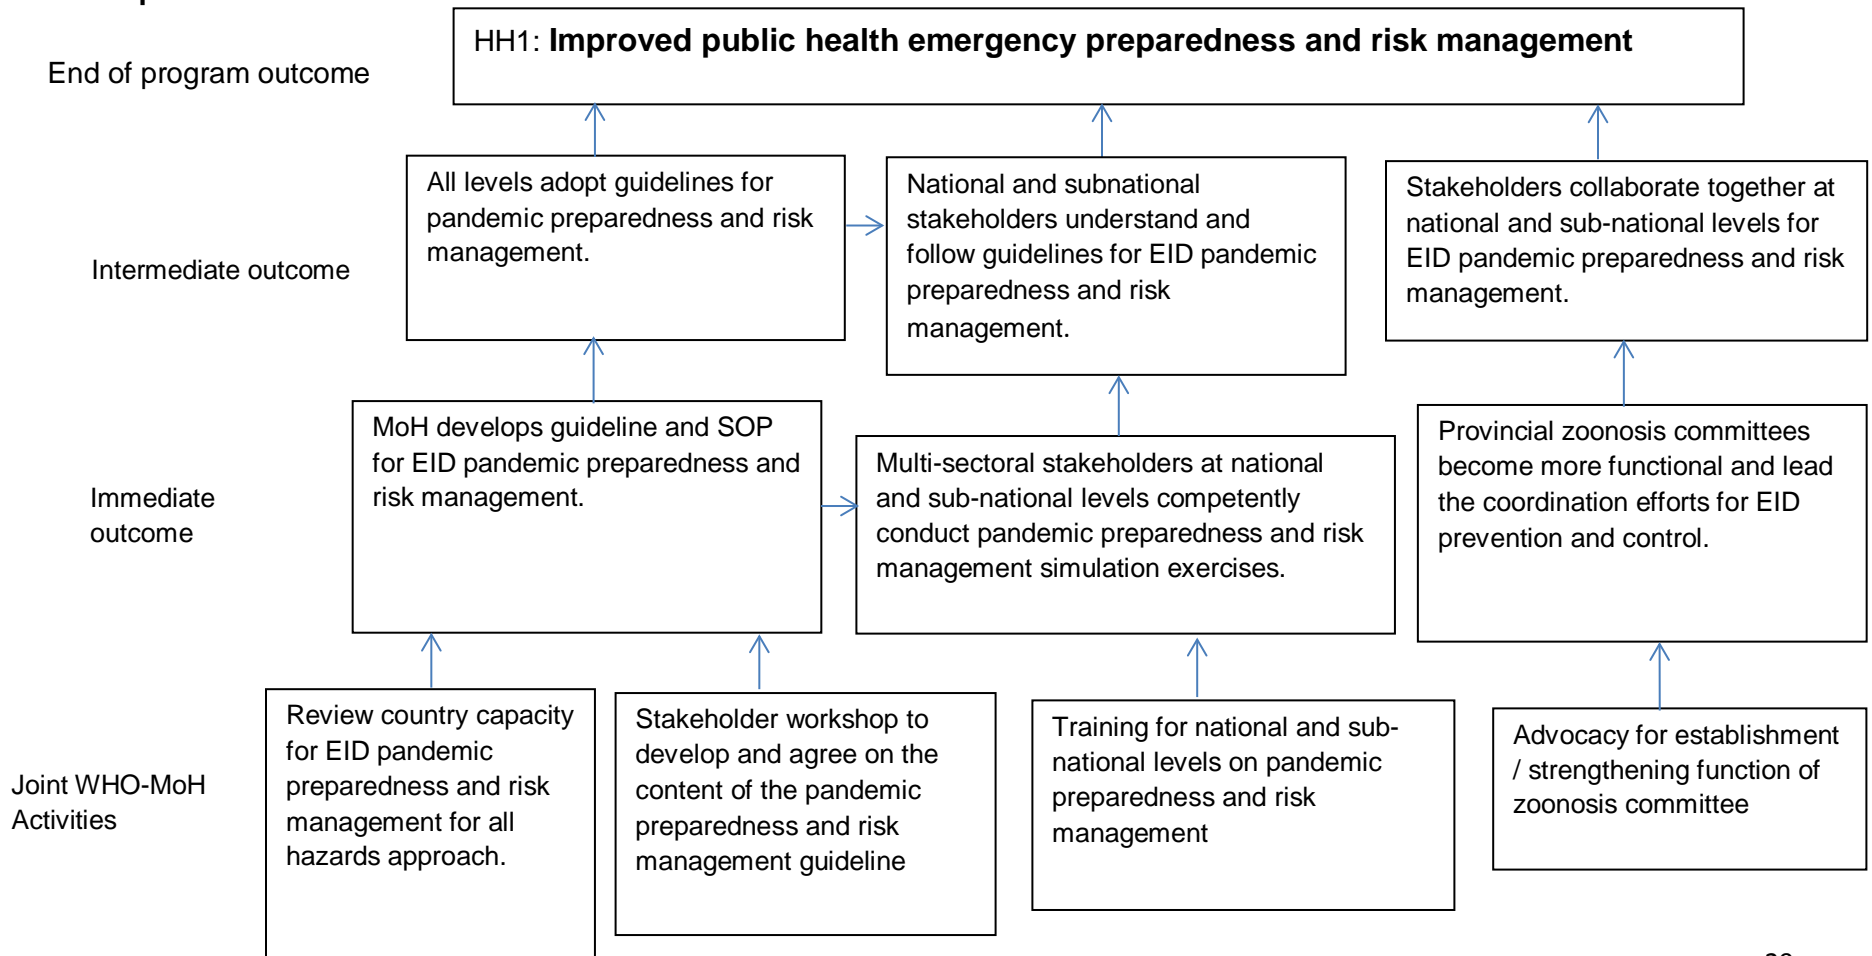 HH1: Improved public health emergency preparedness and risk management
End of program outcome
All levels adopt guidelines for
pandemic preparedness and risk
management.
National and subnational
stakeholders understand and
follow guidelines for EID pandemic
preparedness and risk
management.
Stakeholders collaborate together at
national and sub-national levels for
EID pandemic preparedness and risk
management.
Intermediate outcome
MoH develops guideline and SOP
for EID pandemic preparedness and
risk management.
Multi-sectoral stakeholders at national
and sub-national levels competently
conduct pandemic preparedness and risk
management simulation exercises.
Provincial zoonosis committees
become more functional and lead
the coordination efforts for EID
prevention and control.
Immediate
outcome
Review country capacity
for EID pandemic
preparedness and risk
management for all
hazards approach.
Stakeholder workshop to
develop and agree on the
content of the pandemic
preparedness and risk
management guideline
Training for national and sub-
national levels on pandemic
preparedness and risk
management
Advocacy for establishment
/ strengthening function of
zoonosis committee
Joint WHO-MoH
Activities